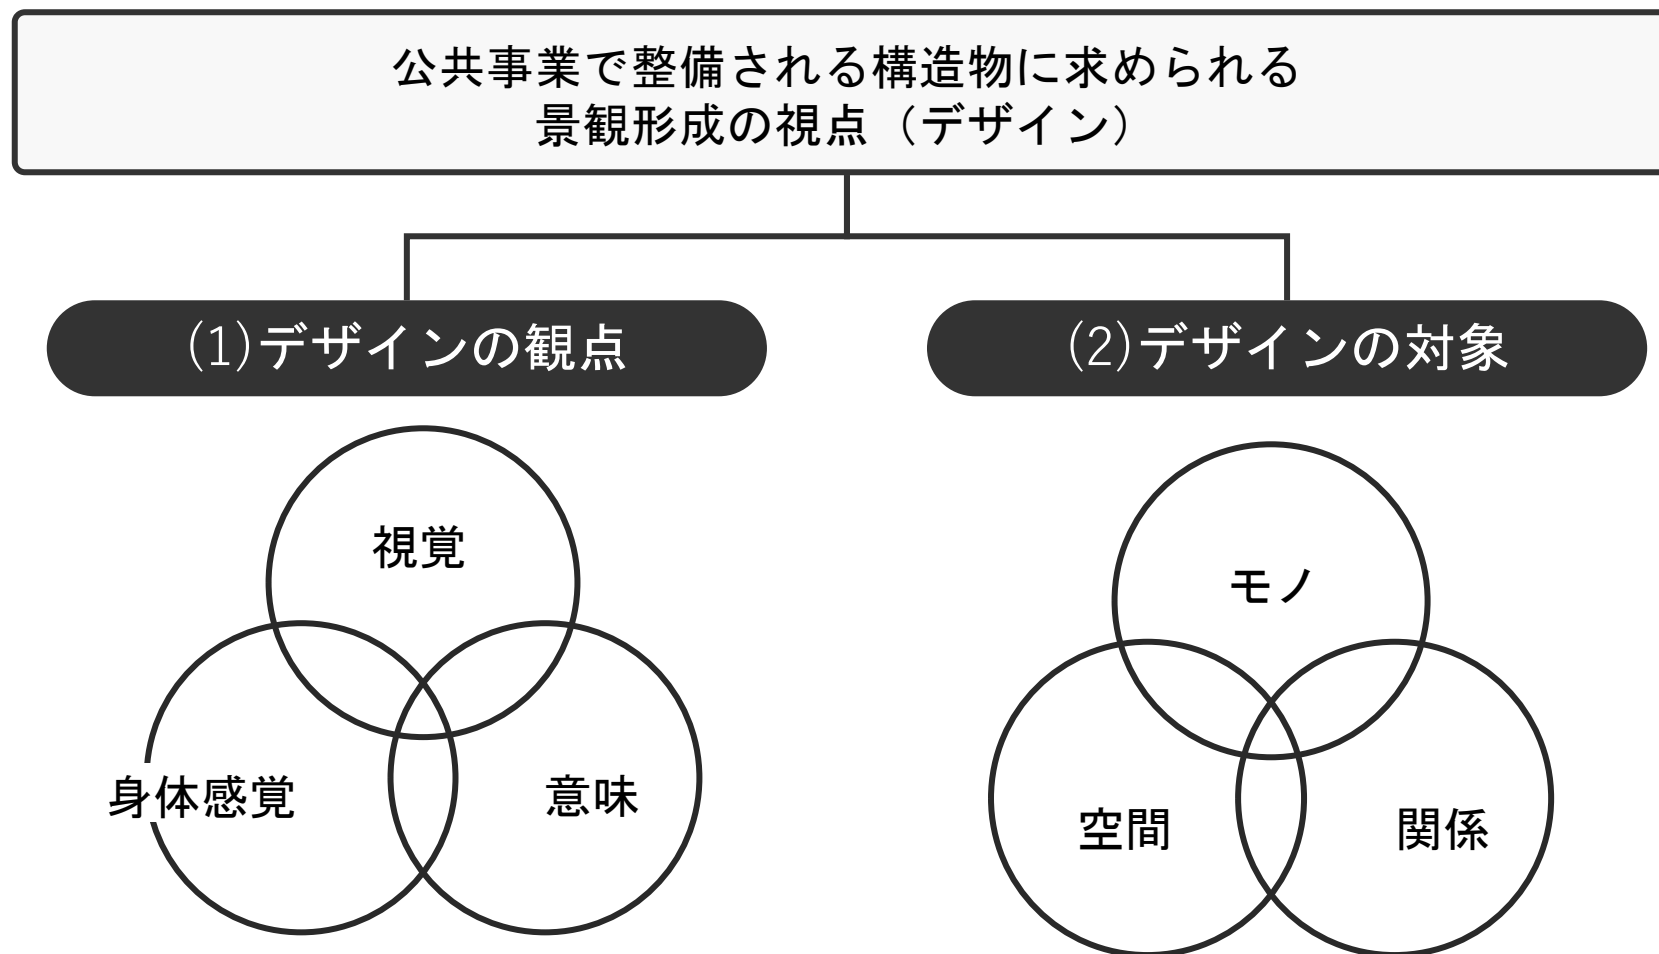 公共事業で整備される構造物に求められる
景観形成の視点（デザイン）
(1)デザインの観点
(2)デザインの対象
視覚
身体感覚
意味
モノ
空間
関係